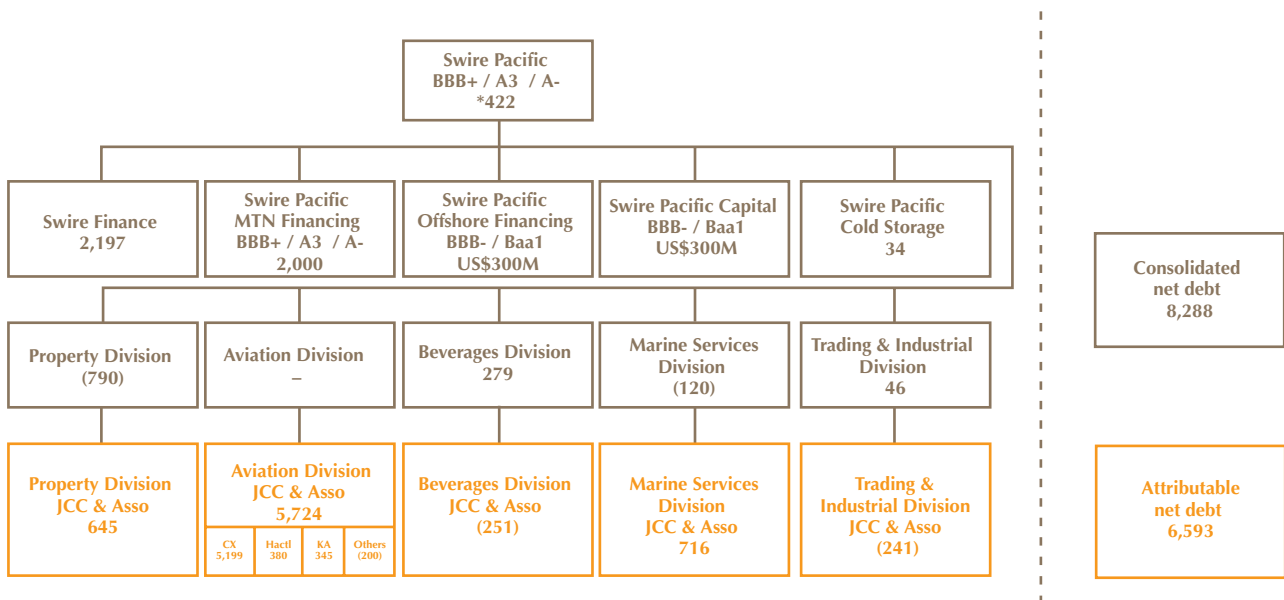 Swire Pacific
BBB+ / A3 / A-
*422
Swire Finance
2,197
Swire Pacific
MTN Financing
BBB+ / A3 / A-
2,000
Swire Pacific
Offshore Financing
BBB- / Baa1
US$300M
Swire Pacific Capital
BBB- / Baa1
US$300M
Swire Pacific
Cold Storage
34
Consolidated
net debt
8,288
Property Division
(790)
Aviation Division
–
Beverages Division
279
Marine Services
Division
(120)
Trading & Industrial
Division
46
Property Division
JCC & Asso
645
Aviation Division
JCC & Asso
5,724
CX
5,199
Hactl
380
KA
345
Others
(200)
Beverages Division
JCC & Asso
(251)
Marine Services
Division
JCC & Asso
716
Trading &
Industrial Division
JCC & Asso
(241)
Attributable
net debt
6,593